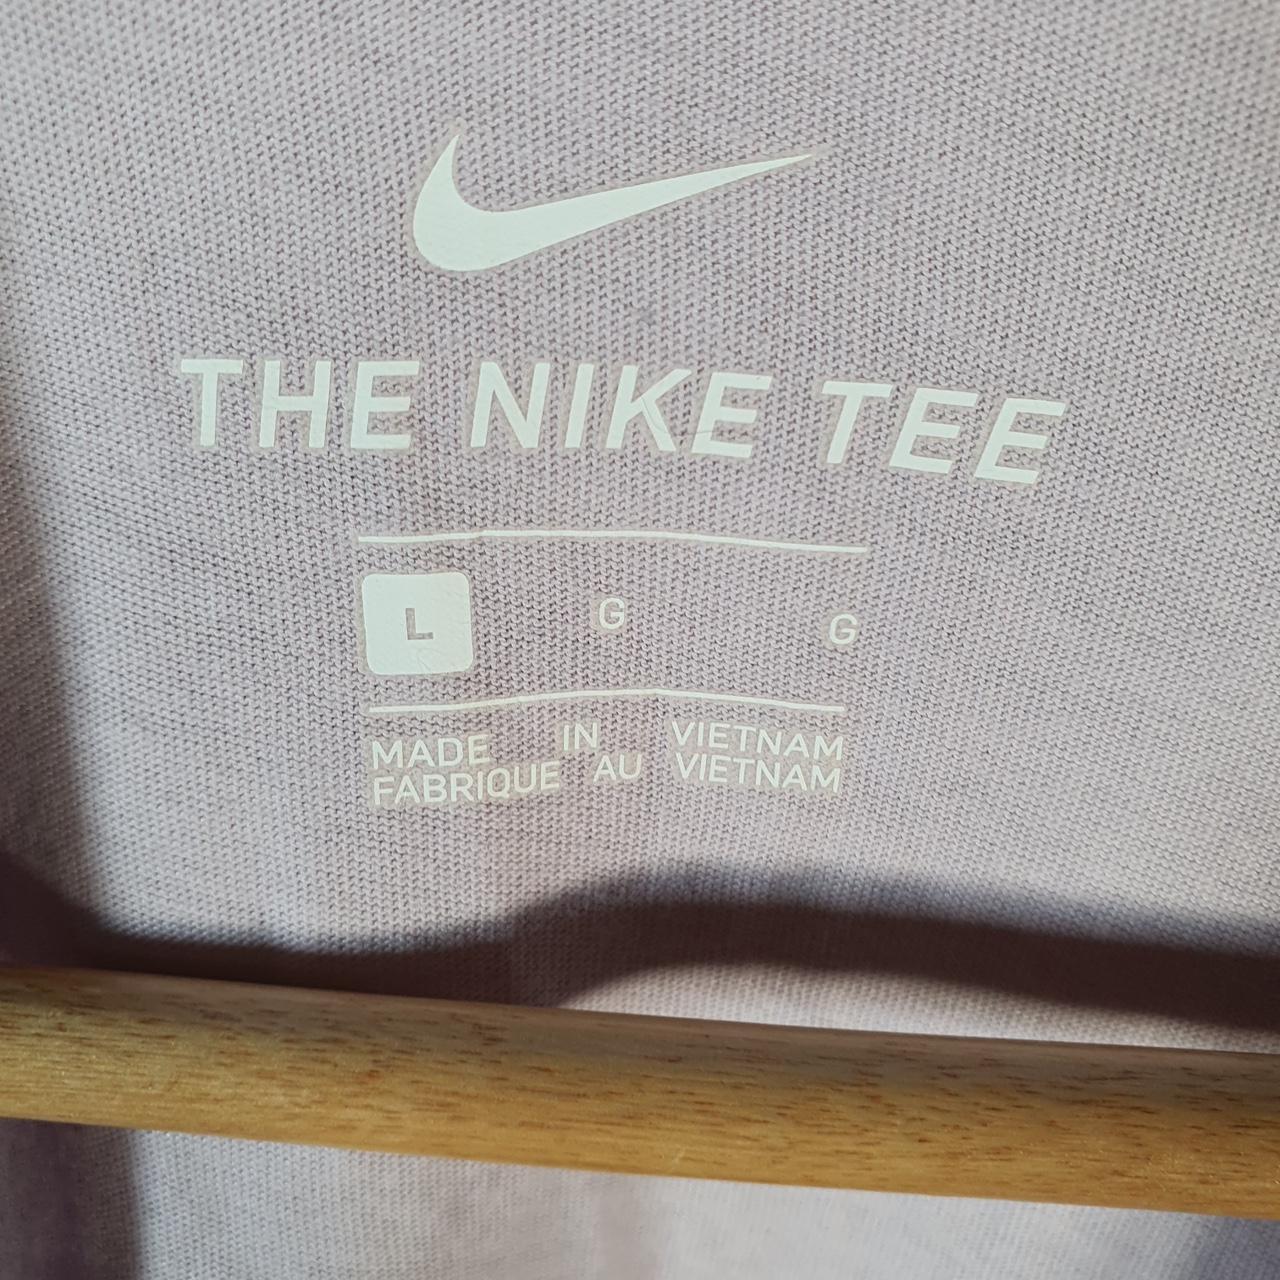 THE NIKE TEE
L G G
MADE IN VIETNAM
FABRIQUE AU VIETNAM